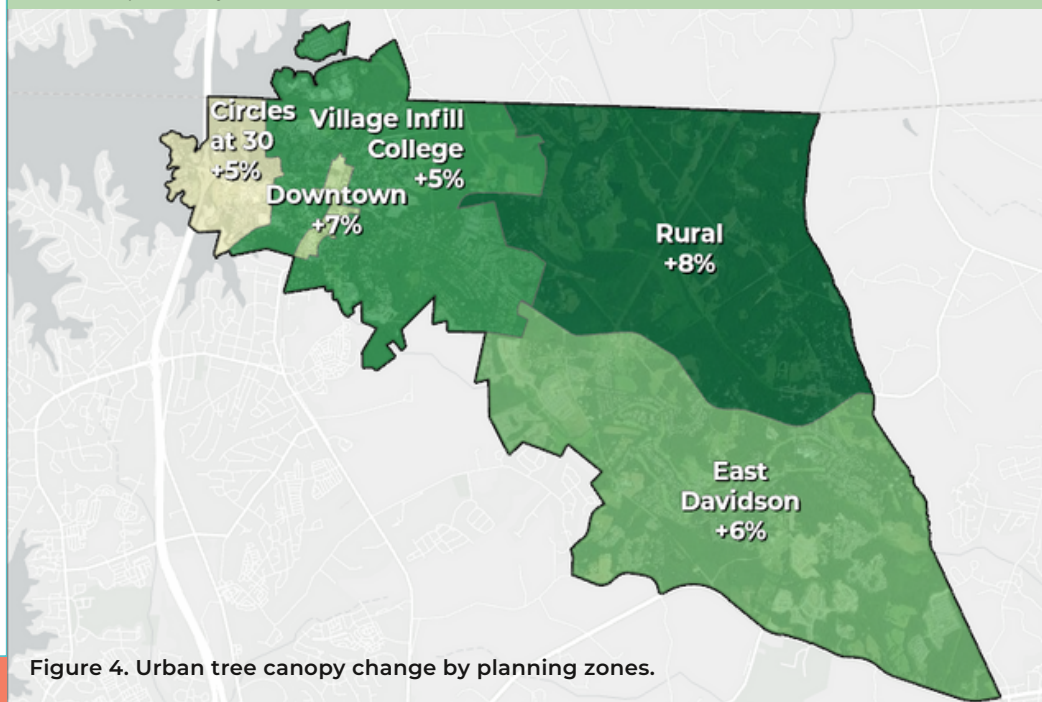 Circles
at 30
+5%
Village Infill
College
+5%
Downtown
+7%
Rural
+8%
East
Davidson
+6%
Figure 4. Urban tree canopy change by planning zones.